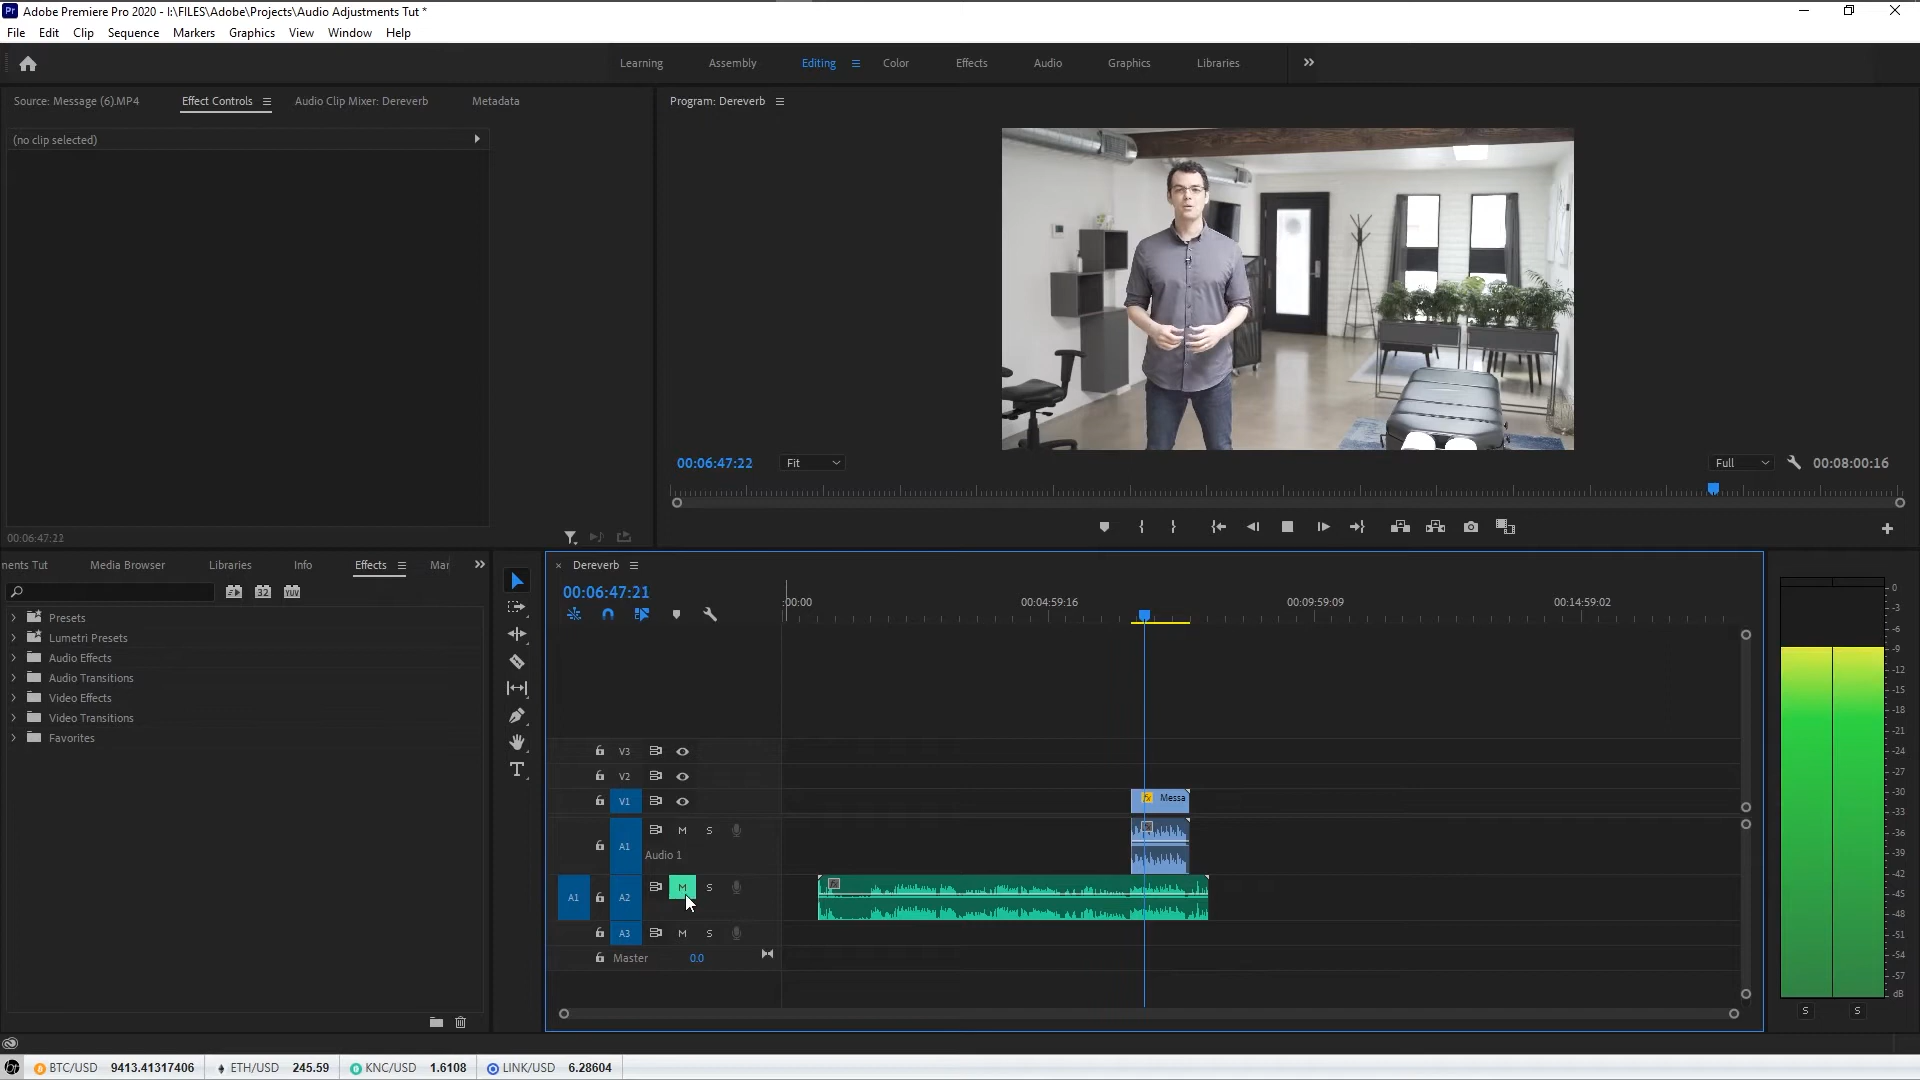 Pr Adobe Premiere Pro 2020 - I:\FILES\Adobe\Projects\Audio Adjustments Tut *
File Edit Clip Sequence Markers Graphics View Window Help
Learning Assembly Editing Color Effects Audio Graphics Libraries
Source: Message (6).MP4 Effect Controls Audio Clip Mixer: Dereverb Metadata
Program: Dereverb
(no clip selected)
00:06:47:22 Fit Full 00:08:00:16
00:06:47:22
ments Tut Media Browser Libraries Info Effects Mar
Dereverb
00:06:47:21
32 YUV
:00:00 00:04:59:16 00:09:59:09 00:14:59:02
Presets
Lumetri Presets
Audio Effects
Audio Transitions
Video Effects
Video Transitions
Favorites
V3
V2
V1
fx Messa
A1 M S
Audio 1
A1 A2 M S
A3 M S
Master 0.0
0
-3
-6
-9
-12
-15
-18
-21
-24
-27
-30
-33
-36
-39
-42
-45
-48
-51
-54
-57
dB
S S
BTC/USD 9413.41317406 ETH/USD 245.59 KNC/USD 1.6108 LINK/USD 6.28604